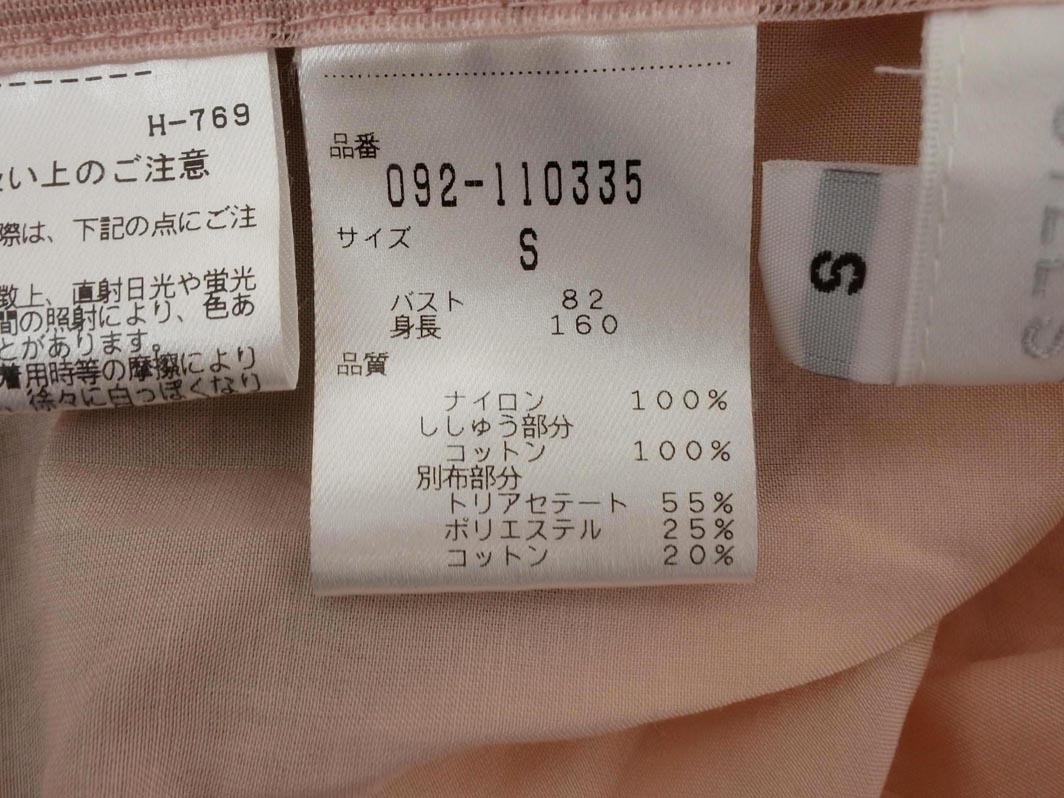 H-769
い上のご注意
際は、下記の点にご注
徴上、直射日光や蛍光
間の照射により、色あ
とがあります。
着用時等の摩擦により
、徐々に白っぽくなり
品番
092-110335
サイズ
S
バスト 82
身長 160
品質
ナイロン 100%
ししゅう部分
コットン 100%
別布部分
トリアセテート 55%
ポリエステル 25%
コットン 20%
S